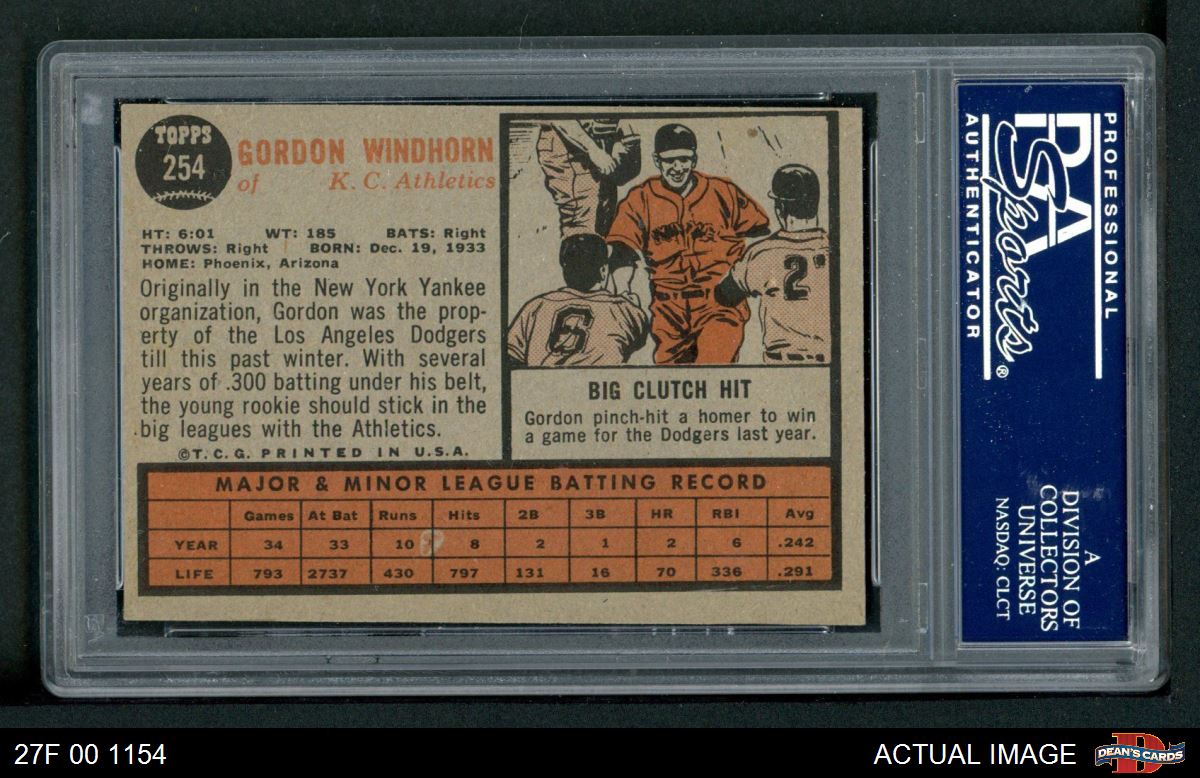 TOPPS
254
GORDON WINDHORN
of K. C. Athletics
HT: 6:01 WT: 185 BATS: Right
THROWS: Right BORN: Dec. 19, 1933
HOME: Phoenix, Arizona
Originally in the New York Yankee
organization, Gordon was the prop-
erty of the Los Angeles Dodgers
till this past winter. With several
years of .300 batting under his belt,
the young rookie should stick in the
big leagues with the Athletics.
©T.C.G. PRINTED IN U.S.A.
6
2
BIG CLUTCH HIT
Gordon pinch-hit a homer to win
a game for the Dodgers last year.
MAJOR & MINOR LEAGUE BATTING RECORD
Games At Bat Runs Hits 2B 3B HR RBI Avg
YEAR 34 33 10 8 2 1 2 6 .242
LIFE 793 2737 430 797 131 16 70 336 .291
PROFESSIONAL
PSA
Sports®
AUTHENTICATOR
A
DIVISION OF
COLLECTORS
UNIVERSE
NASDAQ: CLCT
27F 00 1154
ACTUAL IMAGE
D
DEAN'S CARDS